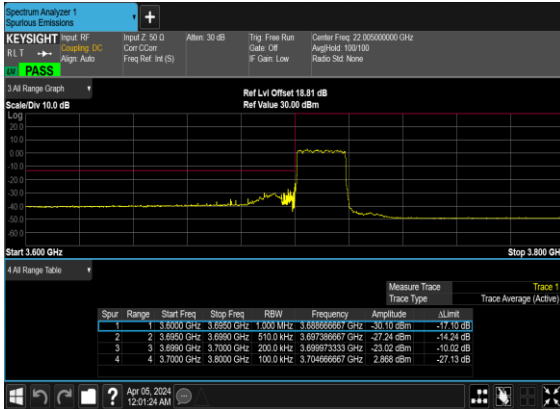 Spectrum Analyzer 1
Spurious Emissions
+
KEYSIGHT Input: RF Input Z: 50 Ω Atten: 30 dB Trig: Free Run Center Freq: 22.005000000 GHz
RLT Coupling: DC Corr CCorr Gate: Off Avg|Hold: 100/100
Align: Auto Freq Ref: Int (S) IF Gain: Low Radio Std: None
PASS
3 All Range Graph
Ref Lvl Offset 18.81 dB
Scale/Div 10.0 dB Ref Value 30.00 dBm
Log
20.0
10.0
0.00
-10.0
-20.0
-30.0
-40.0
-50.0
-60.0
Start 3.600 GHz Stop 3.800 GH
4 All Range Table
Measure Trace Trace 1
Trace Type Trace Average (Active)
Spur Range Start Freq Stop Freq RBW Frequency Amplitude ΔLimit
1 1 3.6000 GHz 3.6950 GHz 1.000 MHz 3.688666667 GHz -30.10 dBm -17.10 dB
2 2 3.6950 GHz 3.6990 GHz 510.0 kHz 3.697386667 GHz -27.24 dBm -14.24 dB
3 3 3.6990 GHz 3.7000 GHz 200.0 kHz 3.699973333 GHz -23.02 dBm -10.02 dB
4 4 3.7000 GHz 3.8000 GHz 100.0 kHz 3.704666667 GHz 2.868 dBm -27.13 dB
? Apr 05, 2024
12:01:24 AM